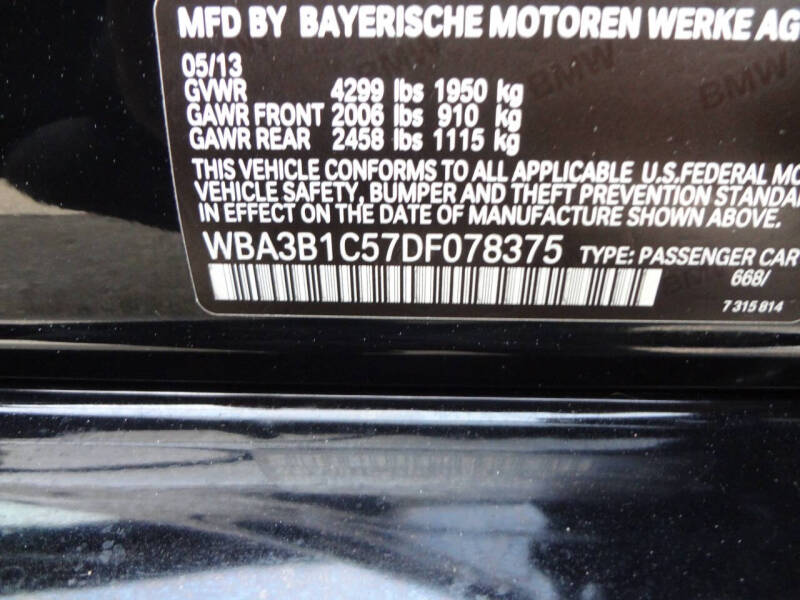 MFD BY BAYERISCHE MOTOREN WERKE AG
05/13
GVWR 4299 lbs 1950 kg
GAWR FRONT 2006 lbs 910 kg
GAWR REAR 2458 lbs 1115 kg
THIS VEHICLE CONFORMS TO ALL APPLICABLE U.S.FEDERAL MO
VEHICLE SAFETY, BUMPER AND THEFT PREVENTION STANDA
IN EFFECT ON THE DATE OF MANUFACTURE SHOWN ABOVE.
WBA3B1C57DF078375 TYPE: PASSENGER CAR
668/
7 315 814
BMW
BMW